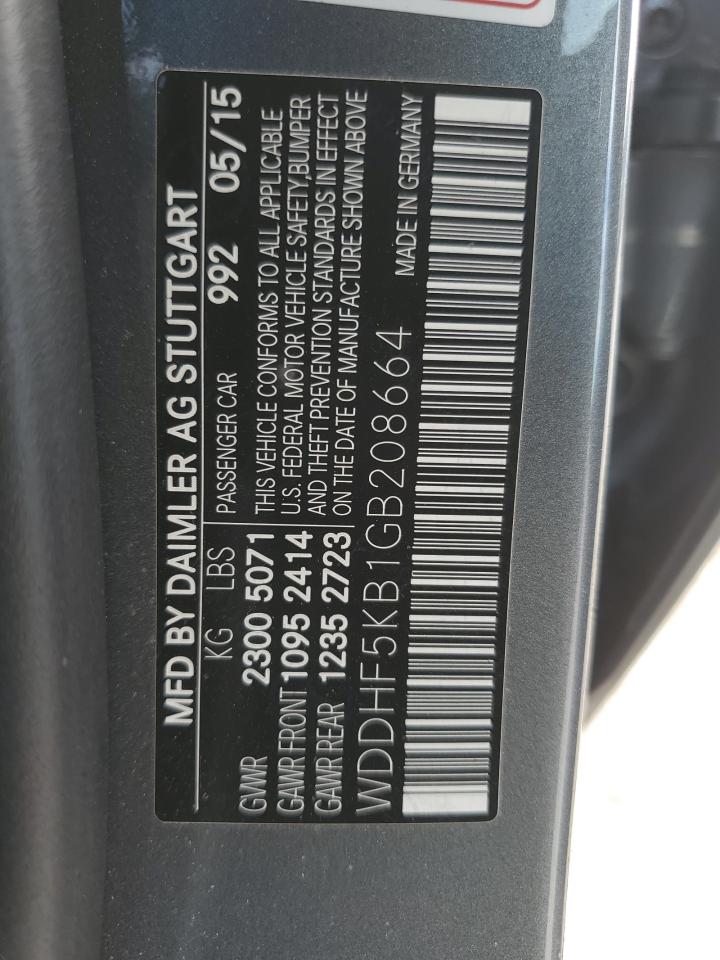 MFD BY DAIMLER AG STUTTGART
KG LBS PASSENGER CAR 992 05/15
GVWR 2300 5071
GAWR FRONT 1095 2414
GAWR REAR 1235 2723
THIS VEHICLE CONFORMS TO ALL APPLICABLE
U.S. FEDERAL MOTOR VEHICLE SAFETY,BUMPER
AND THEFT PREVENTION STANDARDS IN EFFECT
ON THE DATE OF MANUFACTURE SHOWN ABOVE
WDDHF5KB1GB208664 MADE IN GERMANY